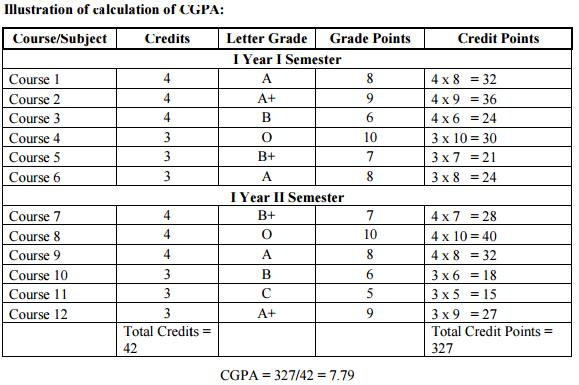 Illustration of calculation of CGPA:
Course/Subject Credits Letter Grade Grade Points Credit Points
I Year I Semester
Course 1 4 A 8 4 x 8 = 32
Course 2 4 A+ 9 4 x 9 = 36
Course 3 4 B 6 4 x 6 = 24
Course 4 3 O 10 3 x 10 = 30
Course 5 3 B+ 7 3 x 7 = 21
Course 6 3 A 8 3 x 8 = 24
I Year II Semester
Course 7 4 B+ 7 4 x 7 = 28
Course 8 4 O 10 4 x 10 = 40
Course 9 4 A 8 4 x 8 = 32
Course 10 3 B 6 3 x 6 = 18
Course 11 3 C 5 3 x 5 = 15
Course 12 3 A+ 9 3 x 9 = 27
Total Credits = Total Credit Points =
42 327
CGPA = 327/42 = 7.79